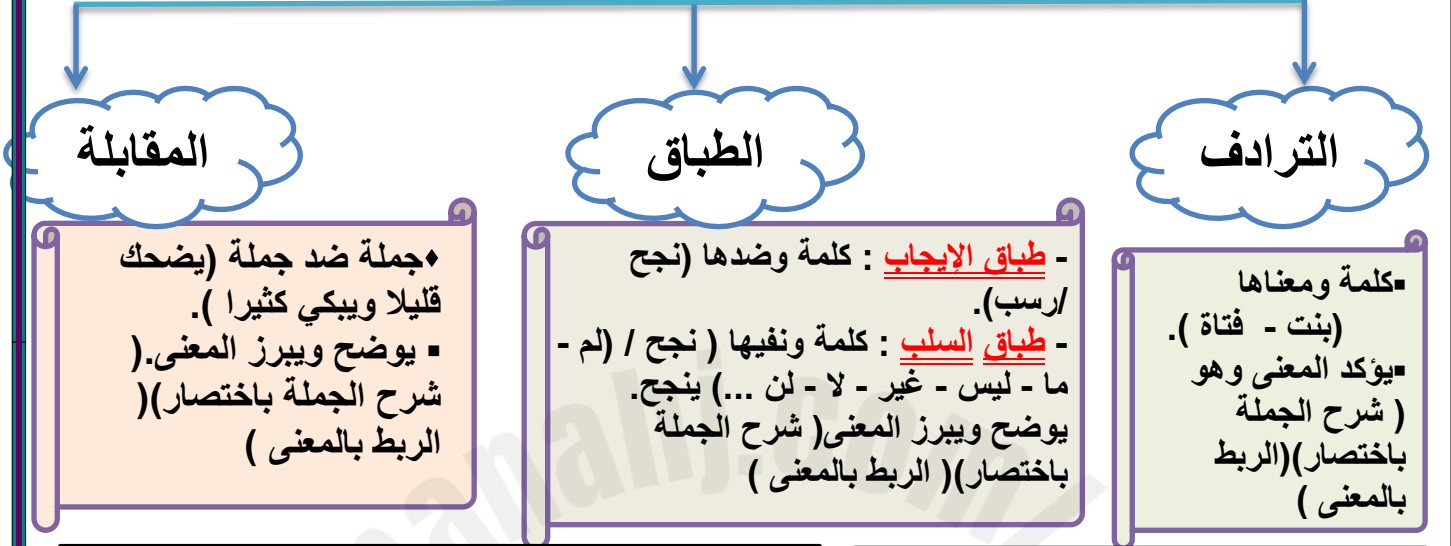 الترادف
▪كلمة ومعناها
(بنت - فتاة ).
▪يؤكد المعنى وهو
( شرح الجملة
باختصار)(الربط
بالمعنى )
الطباق
- طباق الإيجاب : كلمة وضدها (نجح
/رسب).
- طباق السلب : كلمة ونفيها ( نجح / (لم -
ما - ليس - غير - لا - لن ...) ينجح.
يوضح ويبرز المعنى( شرح الجملة
باختصار)( الربط بالمعنى )
المقابلة
♦جملة ضد جملة (يضحك
قليلا ويبكي كثيرا ).
▪ يوضح ويبرز المعنى.(
شرح الجملة باختصار)(
الربط بالمعنى )